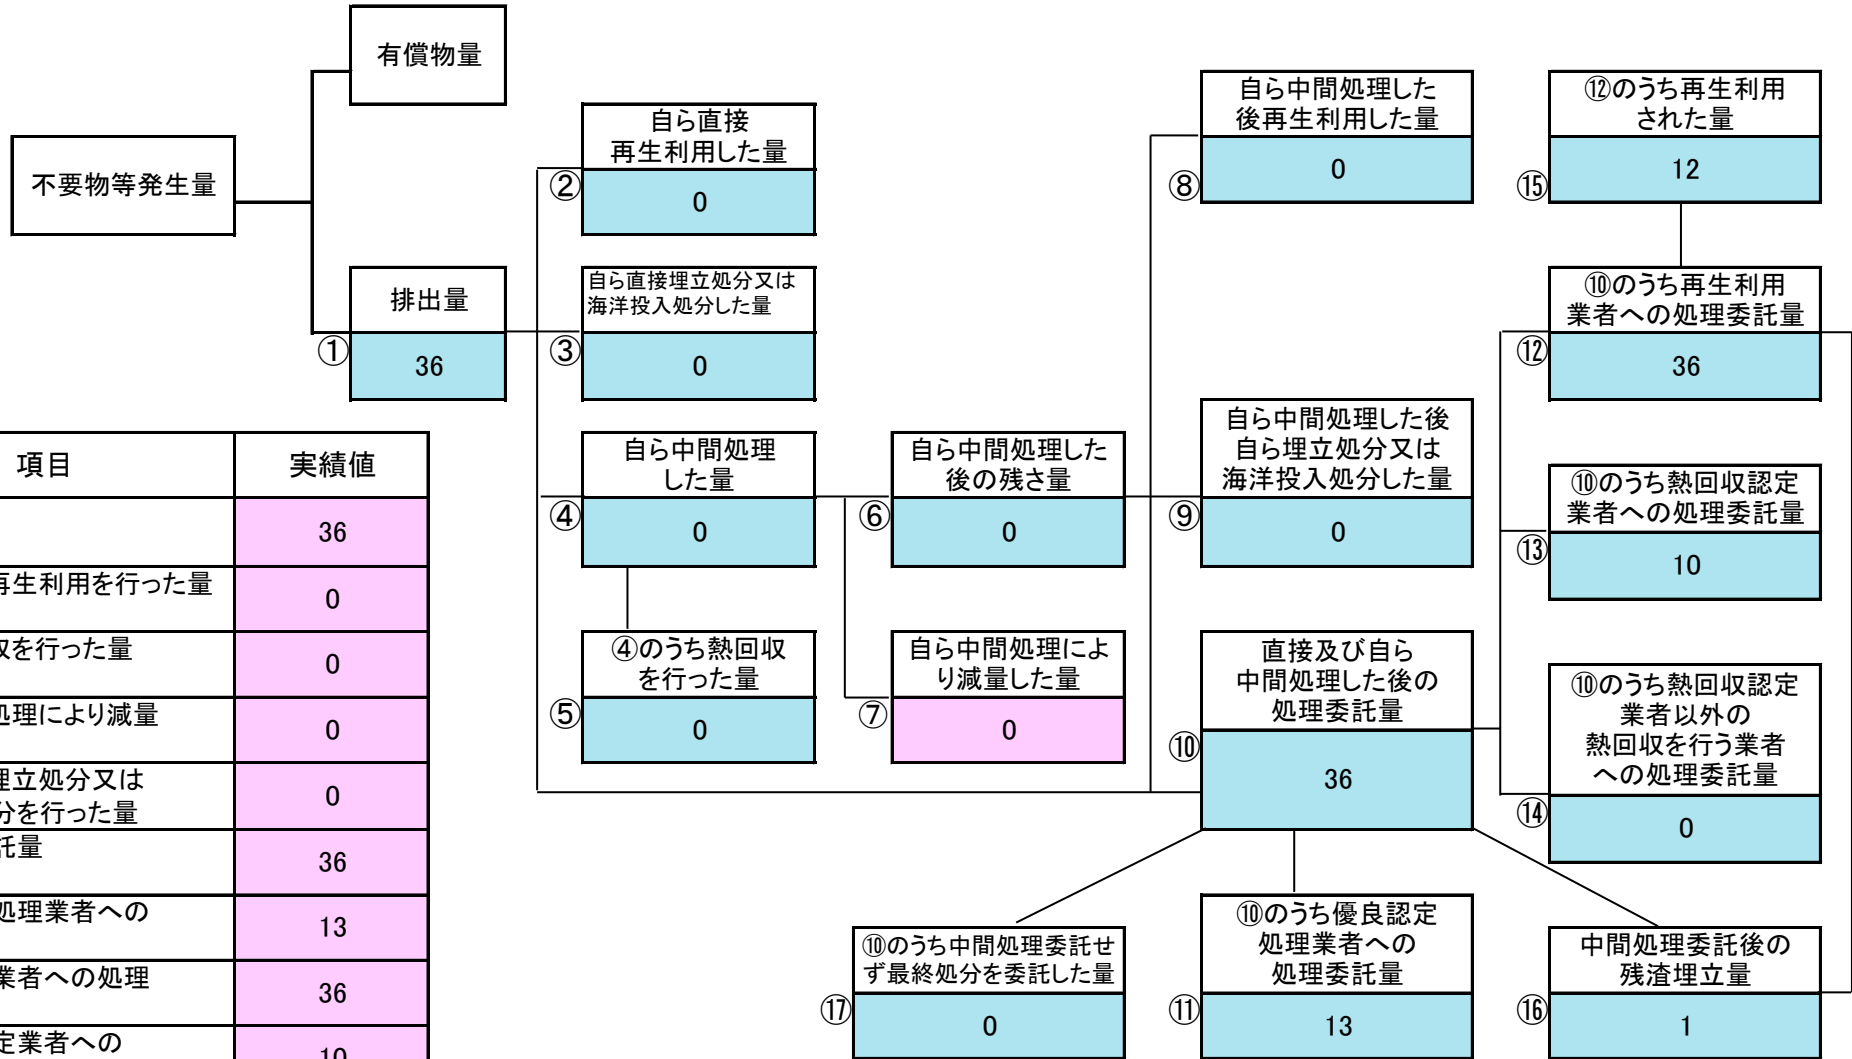 有償物量
不要物等発生量
排出量
①
36
自ら直接
再生利用した量
②
0
自ら直接埋立処分又は
海洋投入処分した量
③
0
自ら中間処理
した量
④
0
④のうち熱回収
を行った量
⑤
0
自ら中間処理した
後の残さ量
⑥
0
自ら中間処理によ
り減量した量
⑦
0
自ら中間処理した
後再生利用した量
⑧
0
自ら中間処理した後
自ら埋立処分又は
海洋投入処分した量
⑨
0
直接及び自ら
中間処理した後の
処理委託量
⑩
36
⑫のうち再生利用
された量
⑮
12
⑩のうち再生利用
業者への処理委託量
⑫
36
⑩のうち熱回収認定
業者への処理委託量
⑬
10
⑩のうち熱回収認定
業者以外の
熱回収を行う業者
への処理委託量
⑭
0
⑩のうち中間処理委託せ
ず最終処分を委託した量
⑰
0
⑩のうち優良認定
処理業者への
処理委託量
⑪
13
中間処理委託後の
残渣埋立量
⑯
1
項目 実績値
36
再生利用を行った量
0
を行った量
0
処理により減量
0
埋立処分又は
分を行った量
0
託量
36
処理業者への
13
業者への処理
36
定業者への
10